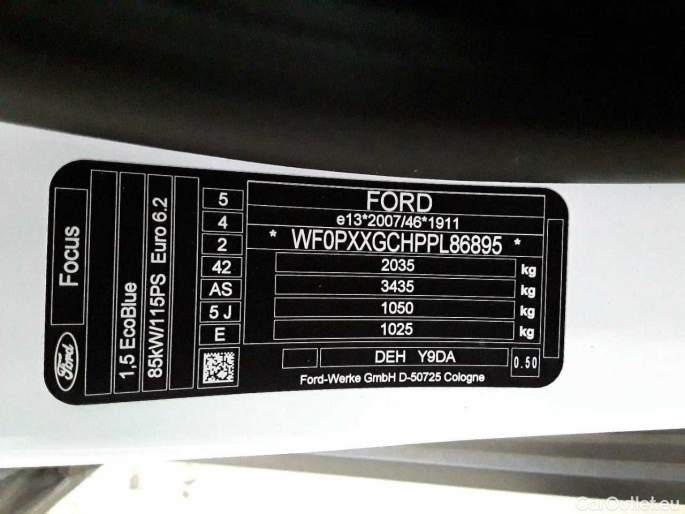 Focus
Ford
1,5 EcoBlue
85kW/115PS Euro 6.2
5
4
2
42
AS
5 J
E
FORD
e13*2007/46*1911
* WF0PXXGCHPPL86895 *
2035 kg
3435 kg
1050 kg
1025 kg
DEH Y9DA 0.50
Ford-Werke GmbH D-50725 Cologne
CarOutlet.eu